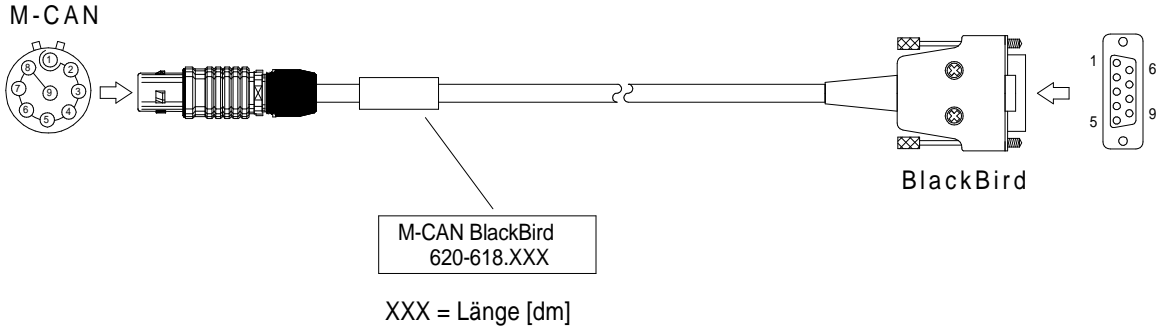 M-CAN
1
2
3
4
5
6
7
8
9
1
5
6
9
BlackBird
M-CAN BlackBird
620-618.XXX
XXX = Länge [dm]